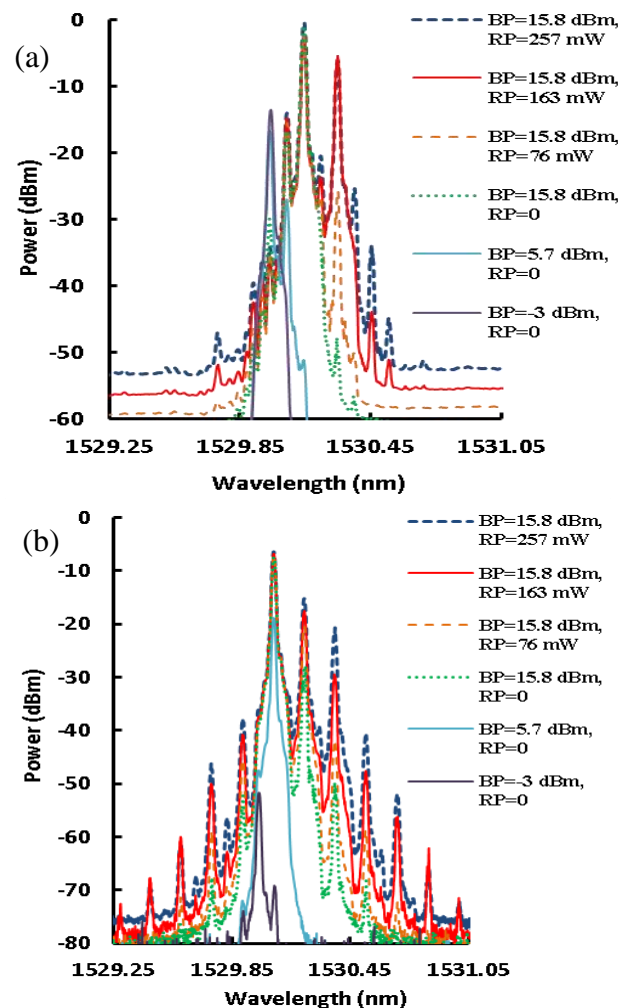 (a)
Power (dBm)
0
-10
-20
-30
-40
-50
-60
1529.25 1529.85 1530.45 1531.05
Wavelength (nm)
BP=15.8 dBm,
RP=257 mW
BP=15.8 dBm,
RP=163 mW
BP=15.8 dBm,
RP=76 mW
BP=15.8 dBm,
RP=0
BP=5.7 dBm,
RP=0
BP=-3 dBm,
RP=0
(b)
Power (dBm)
0
-10
-20
-30
-40
-50
-60
-70
-80
1529.25 1529.85 1530.45 1531.05
Wavelength (nm)
BP=15.8 dBm,
RP=257 mW
BP=15.8 dBm,
RP=163 mW
BP=15.8 dBm,
RP=76 mW
BP=15.8 dBm,
RP=0
BP=5.7 dBm,
RP=0
BP=-3 dBm,
RP=0